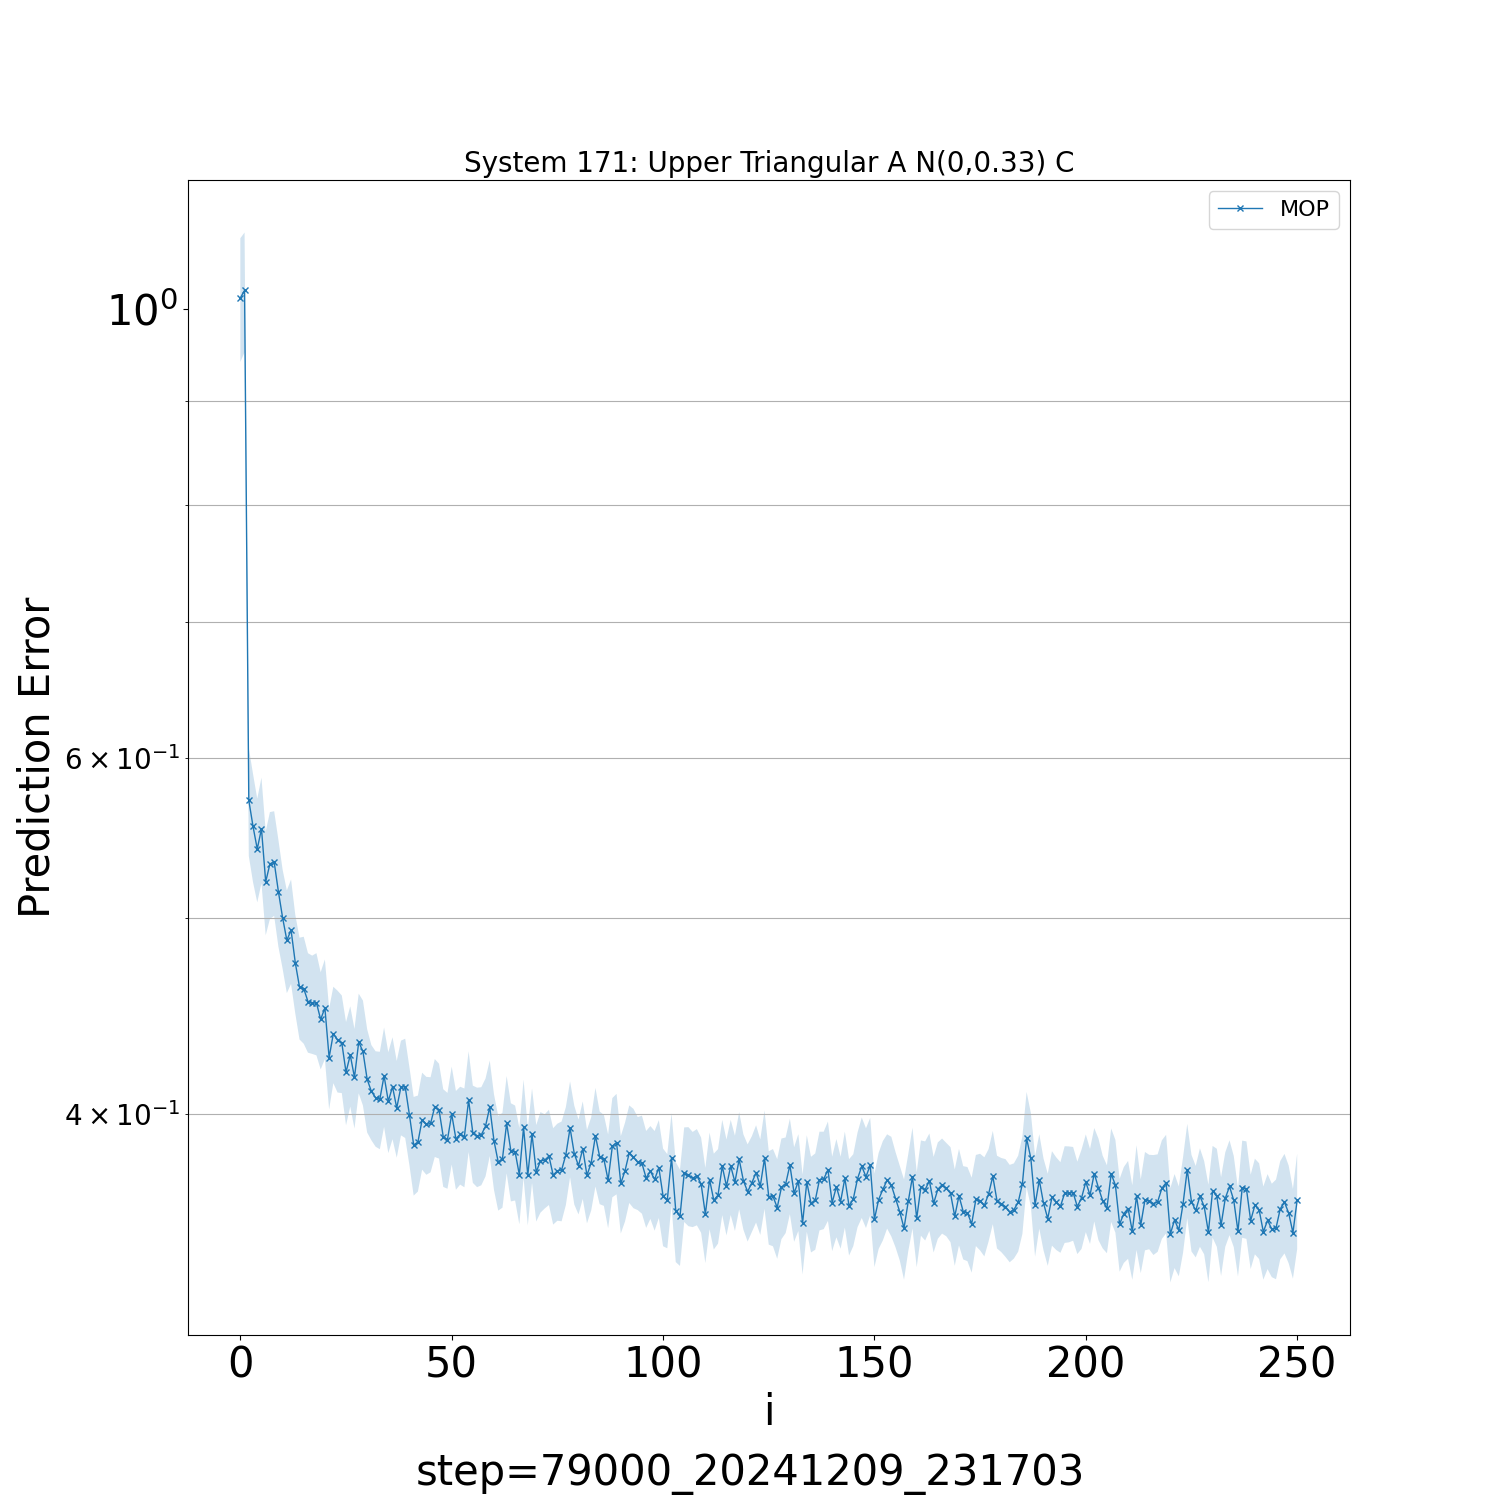 System 171: Upper Triangular A N(0,0.33) C
MOP
10⁰
6 × 10⁻¹
4 × 10⁻¹
Prediction Error
0 50 100 150 200 250
i
step=79000_20241209_231703